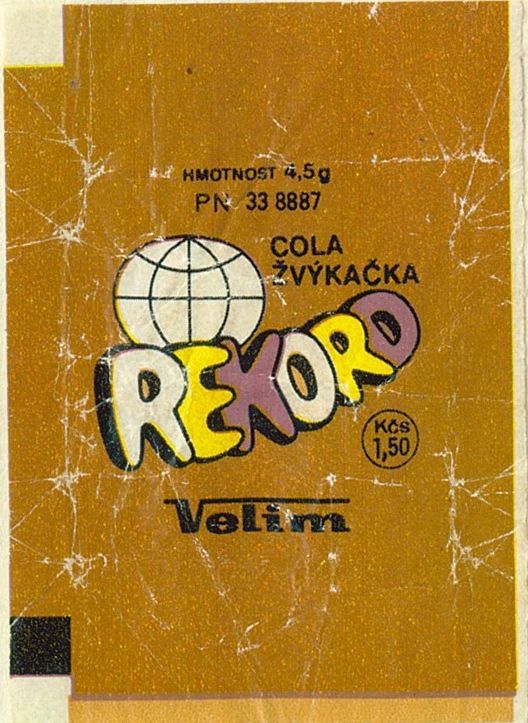 HMOTNOST 4,5g
PN 33 8887
COLA
ŽVÝKAČKA
REKORD
Kčs
1,50
Velim